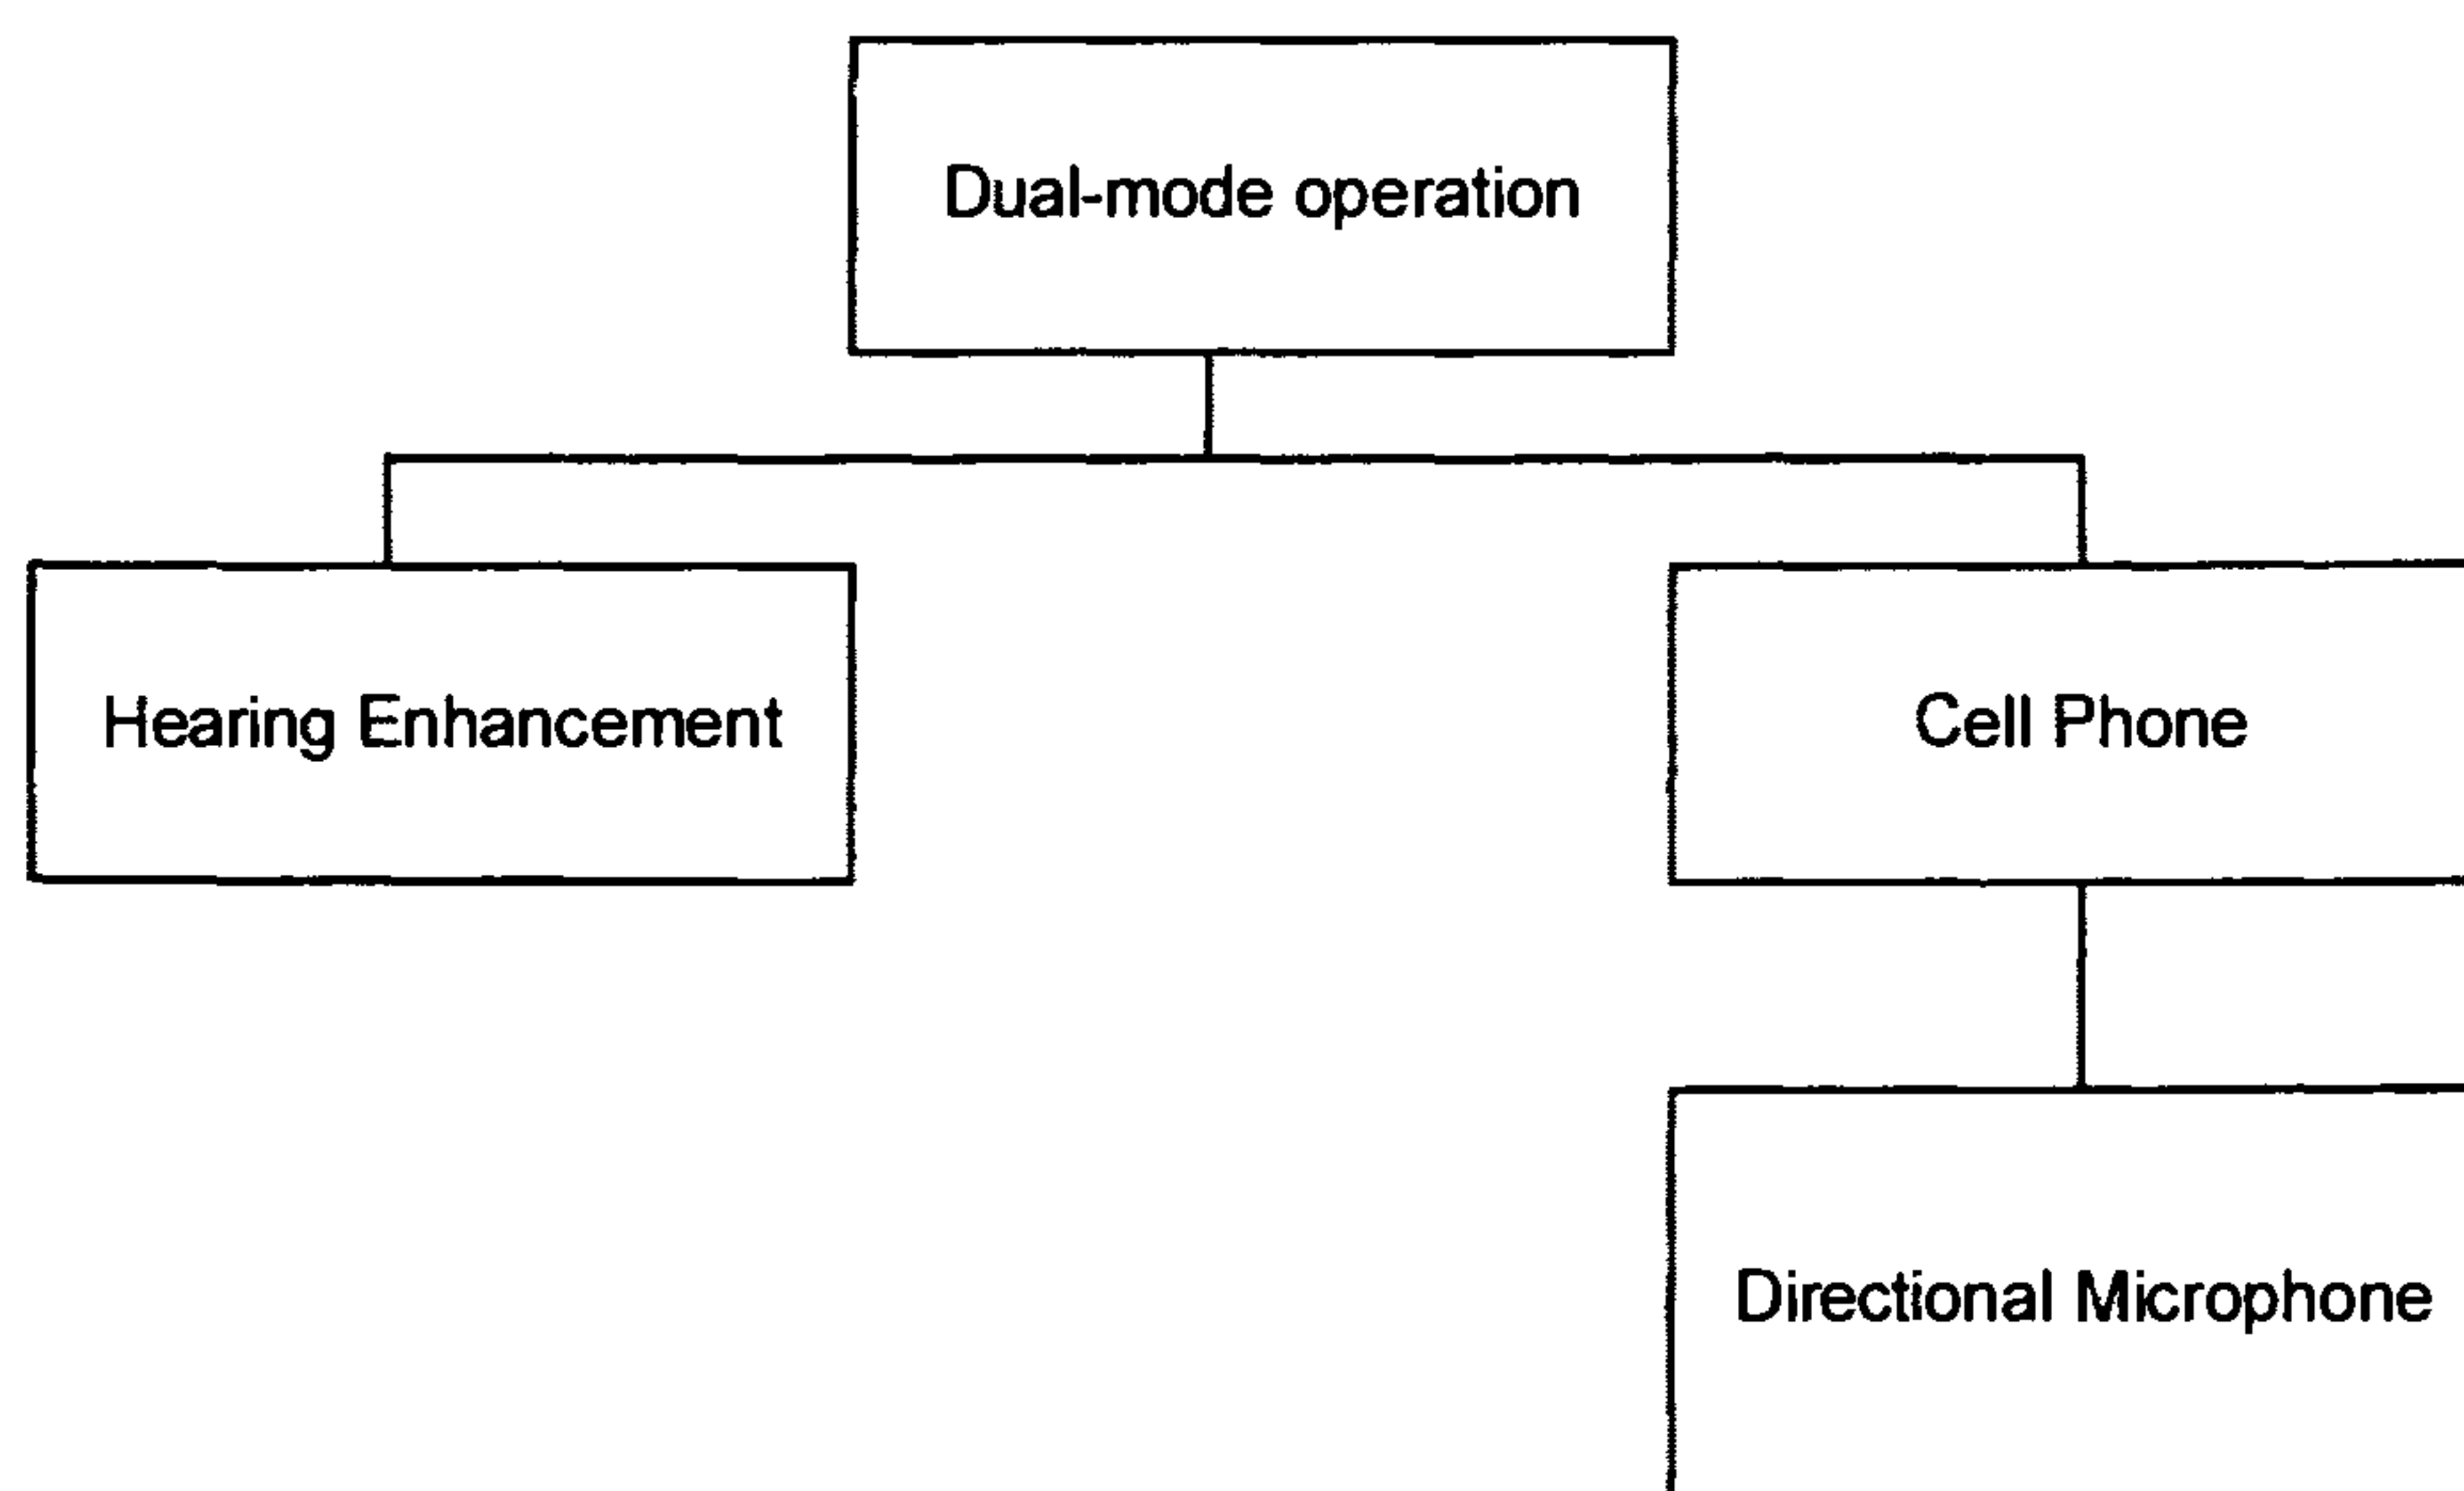 Dual-mode operation
Hearing Enhancement
Cell Phone
Directional Microphone